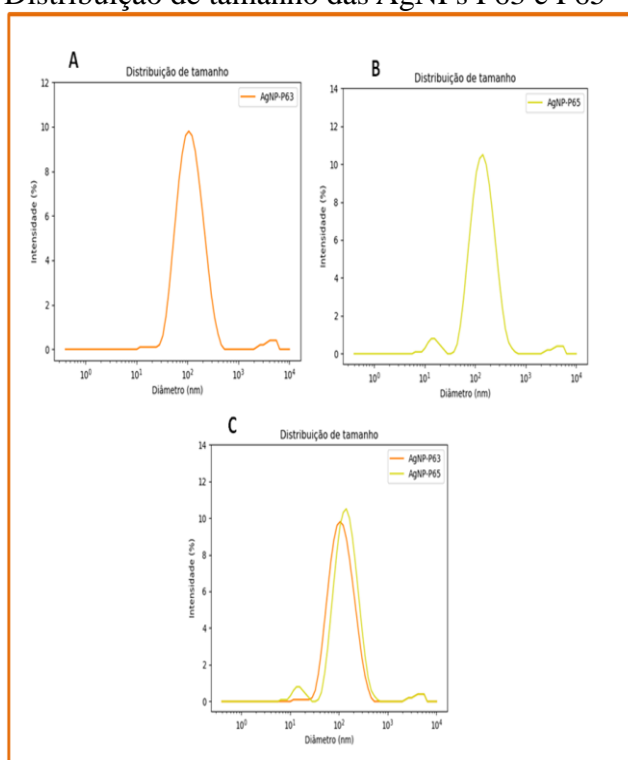 Distribuição de tamanho das AgNPs P63 e P65
A
Distribuição de tamanho
AgNP-P63
Intensidade (%)
12
10
8
6
4
2
0
10⁰ 10¹ 10² 10³ 10⁴
Diâmetro (nm)
B
Distribuição de tamanho
AgNP-P65
Intensidade (%)
14
12
10
8
6
4
2
0
10⁰ 10¹ 10² 10³ 10⁴
Diâmetro (nm)
C
Distribuição de tamanho
AgNP-P63
AgNP-P65
Intensidade (%)
14
12
10
8
6
4
2
0
10⁰ 10¹ 10² 10³ 10⁴
Diâmetro (nm)